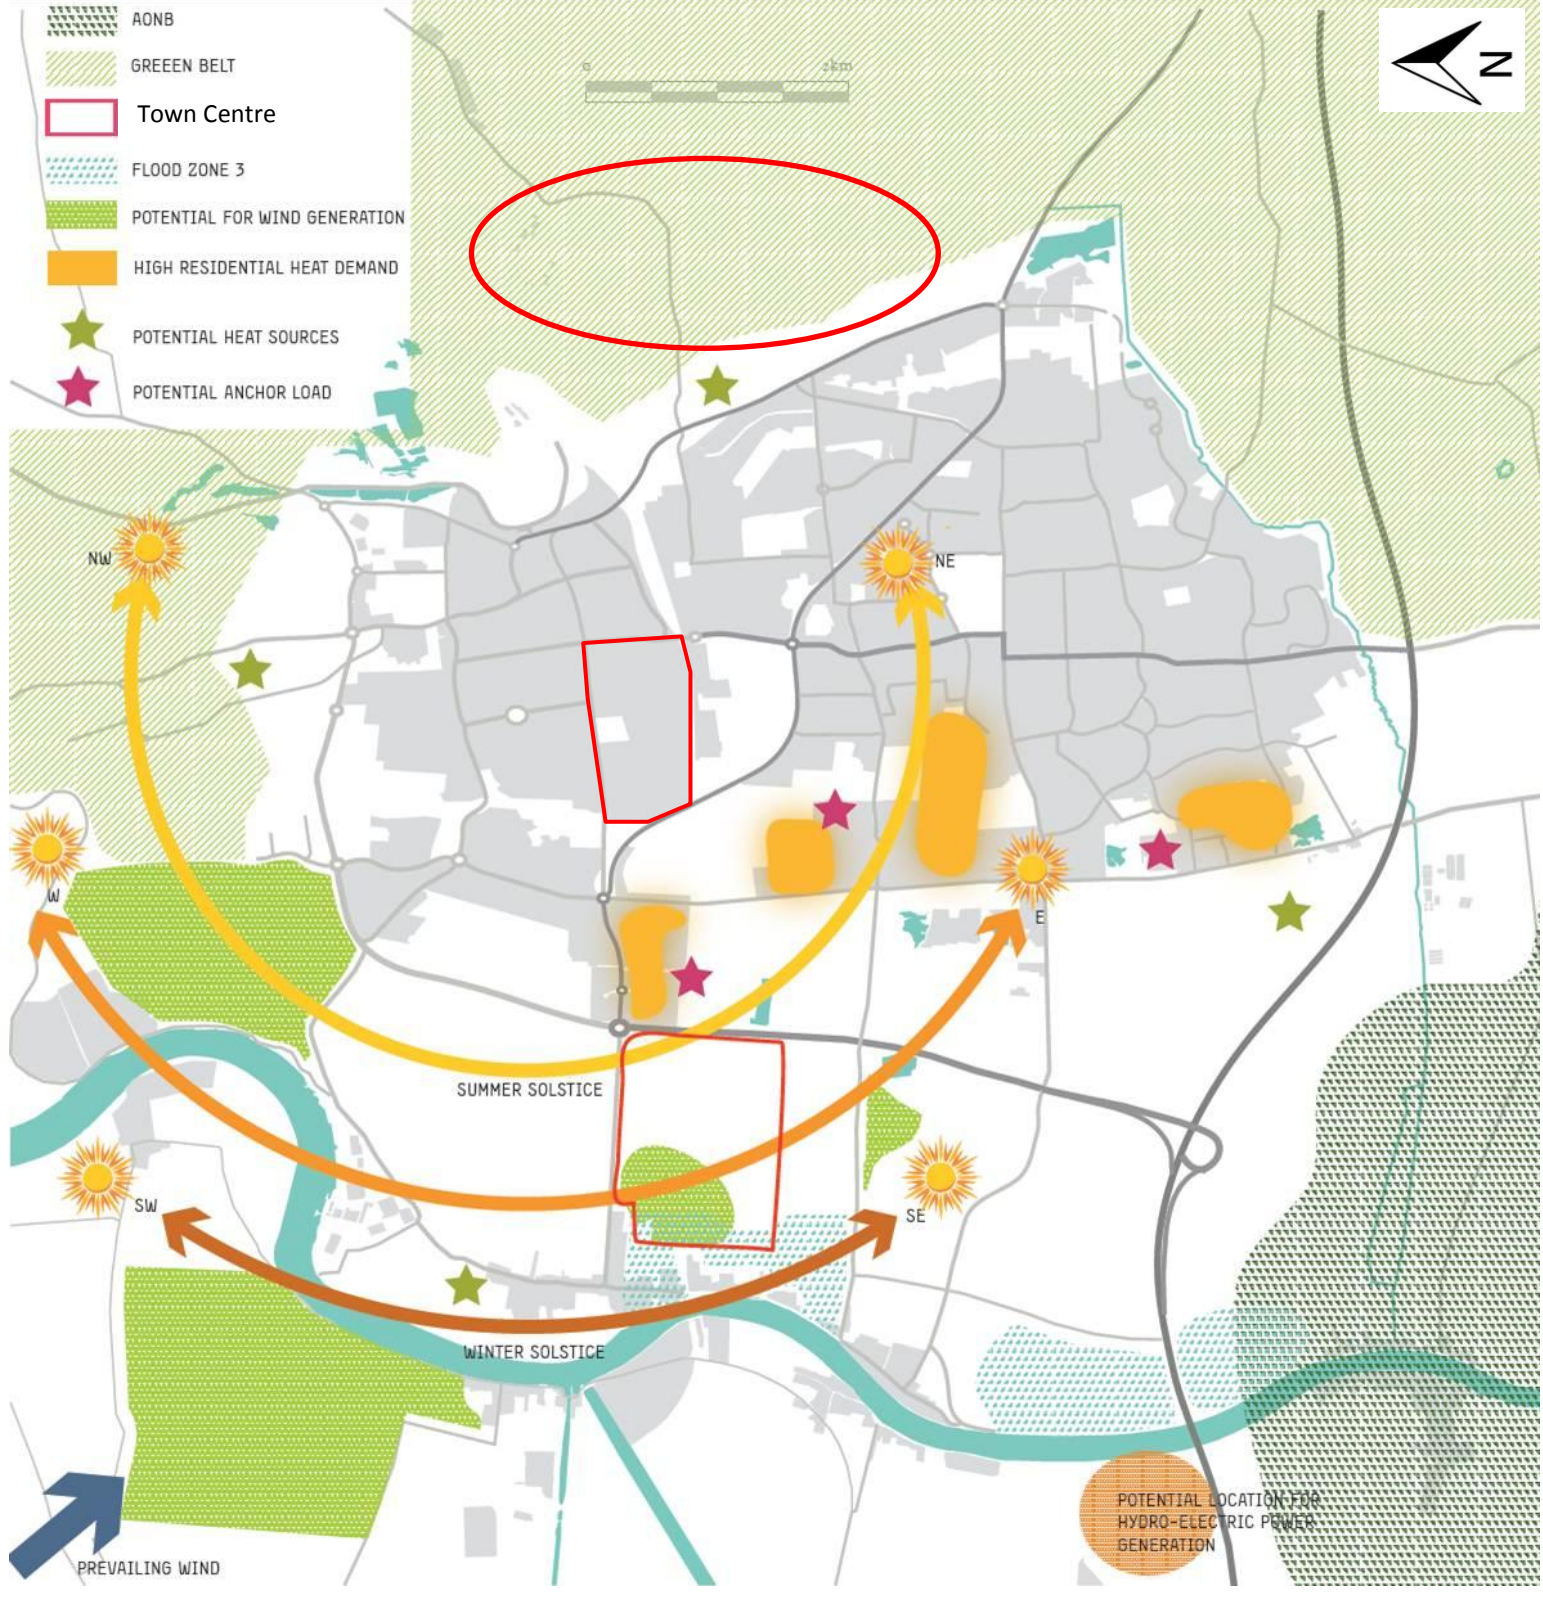 AONB
GREEEN BELT
Town Centre
FLOOD ZONE 3
POTENTIAL FOR WIND GENERATION
HIGH RESIDENTIAL HEAT DEMAND
POTENTIAL HEAT SOURCES
POTENTIAL ANCHOR LOAD
0 2km
N
NW
NE
W
E
SUMMER SOLSTICE
SW
SE
WINTER SOLSTICE
POTENTIAL LOCATION FOR
HYDRO-ELECTRIC POWER
GENERATION
PREVAILING WIND